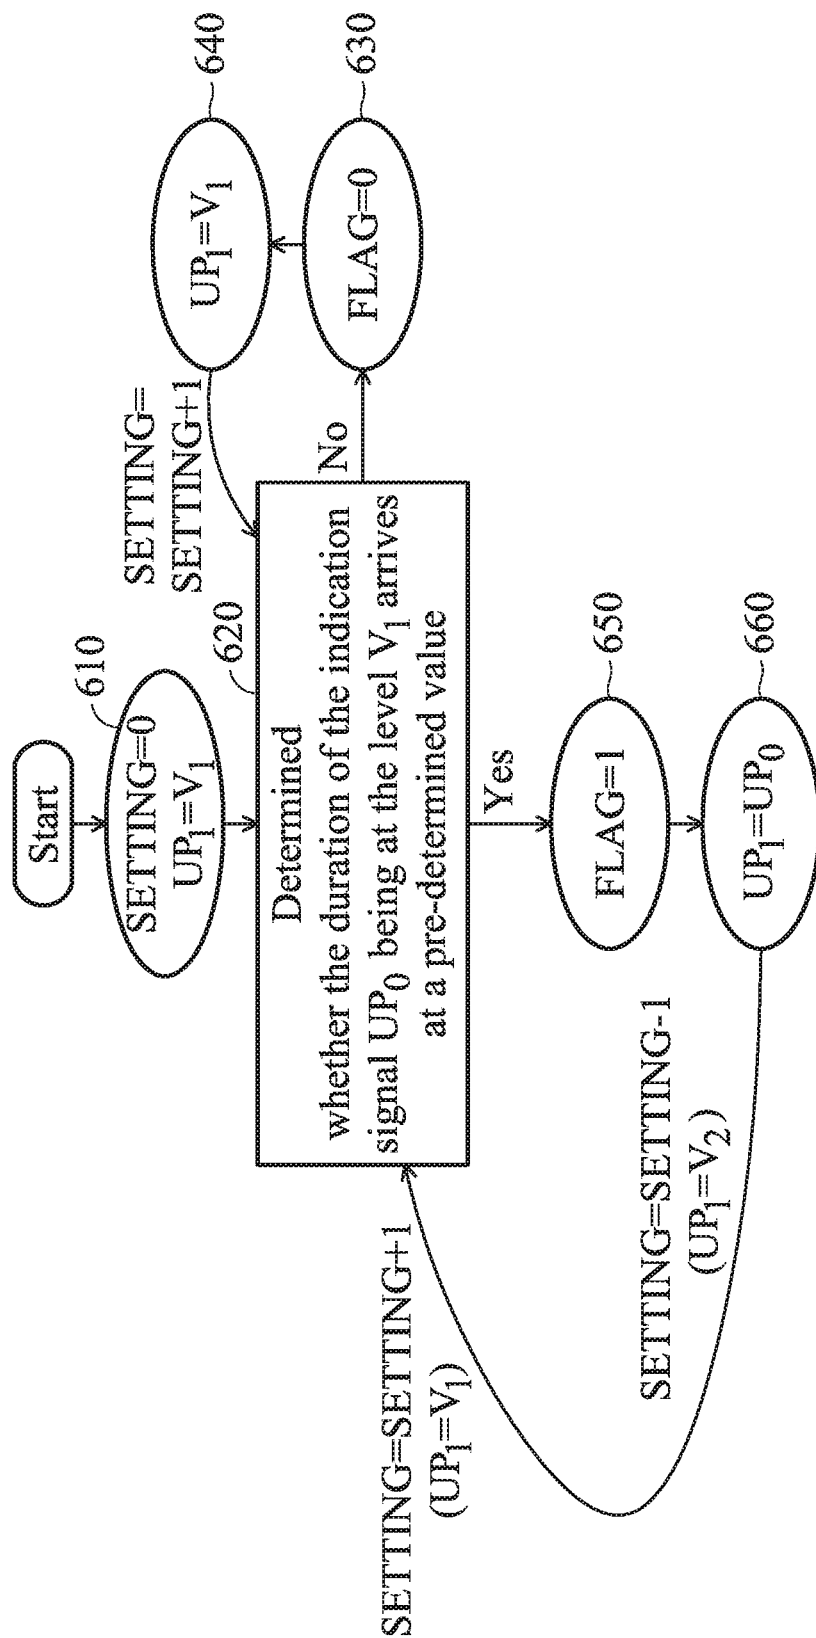 Start
610
SETTING=0
UP1=V1
620
Determined
whether the duration of the indication
signal UP0 being at the level V1 arrives
at a pre-determined value
SETTING=
SETTING+1
UP1=V1
640
No
FLAG=0
630
Yes
FLAG=1
650
UP1=UP0
660
SETTING=SETTING+1
(UP1=V1)
SETTING=SETTING-1
(UP1=V2)